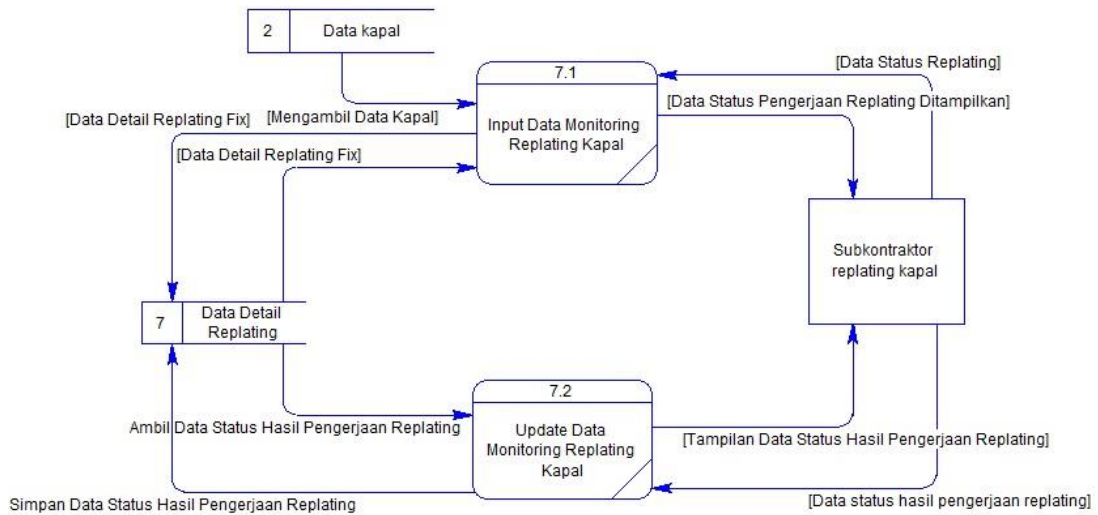 2
Data kapal
7.1
[Data Status Replating]
[Data Status Pengerjaan Replating Ditampilkan]
[Mengambil Data Kapal]
[Data Detail Replating Fix]
Input Data Monitoring
Replating Kapal
[Data Detail Replating Fix]
Subkontraktor
replating kapal
7
Data Detail
Replating
7.2
Ambil Data Status Hasil Pengerjaan Replating
Update Data
Monitoring Replating
Kapal
[Tampilan Data Status Hasil Pengerjaan Replating]
Simpan Data Status Hasil Pengerjaan Replating
[Data status hasil pengerjaan replating]